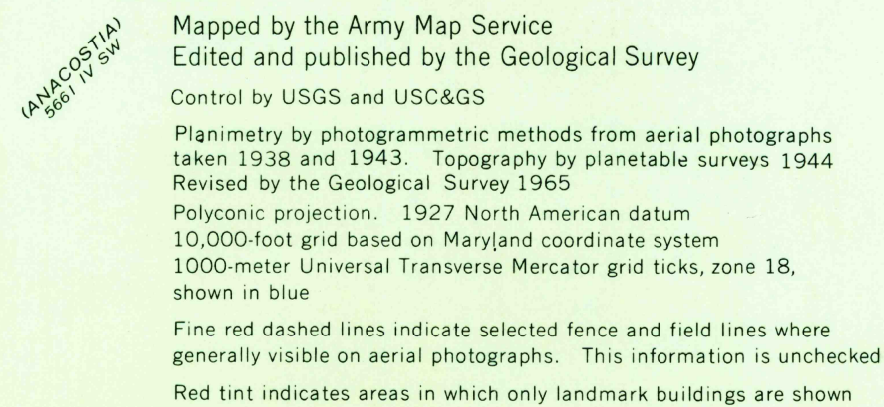 (ANACOSTIA)
5661 IV SW
Mapped by the Army Map Service
Edited and published by the Geological Survey
Control by USGS and USC&GS
Planimetry by photogrammetric methods from aerial photographs
taken 1938 and 1943. Topography by planetable surveys 1944
Revised by the Geological Survey 1965
Polyconic projection. 1927 North American datum
10,000-foot grid based on Maryland coordinate system
1000-meter Universal Transverse Mercator grid ticks, zone 18,
shown in blue
Fine red dashed lines indicate selected fence and field lines where
generally visible on aerial photographs. This information is unchecked
Red tint indicates areas in which only landmark buildings are shown